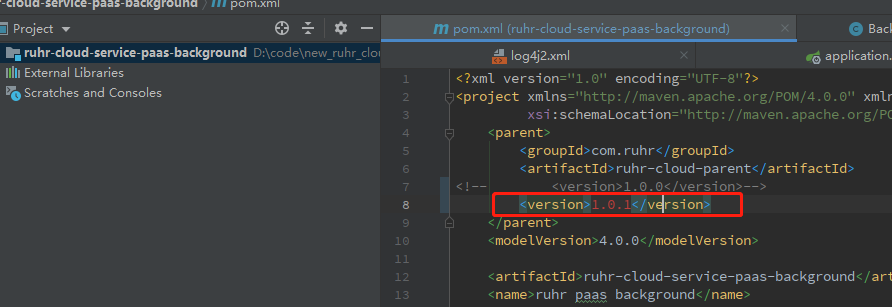 hr-cloud-service-paas-background⟩ m pom.xml
Project
m pom.xml (ruhr-cloud-service-paas-background)
Back
ruhr-cloud-service-paas-background D:\code\new_ruhr_clou
log4j2.xml
application.
External Libraries
Scratches and Consoles
1 <?xml version="1.0" encoding="UTF-8"?>
2 <project xmlns="http://maven.apache.org/POM/4.0.0" xmln
3 xsi:schemaLocation="http://maven.apache.org/PO
4 <parent>
5 <groupId>com.ruhr</groupId>
6 <artifactId>ruhr-cloud-parent</artifactId>
7 <!-- <version>1.0.0</version>-->
8 <version>1.0.1</version>
9 </parent>
10 <modelVersion>4.0.0</modelVersion>
11
12 <artifactId>ruhr-cloud-service-paas-background</art
13 <name>ruhr paas background</name>